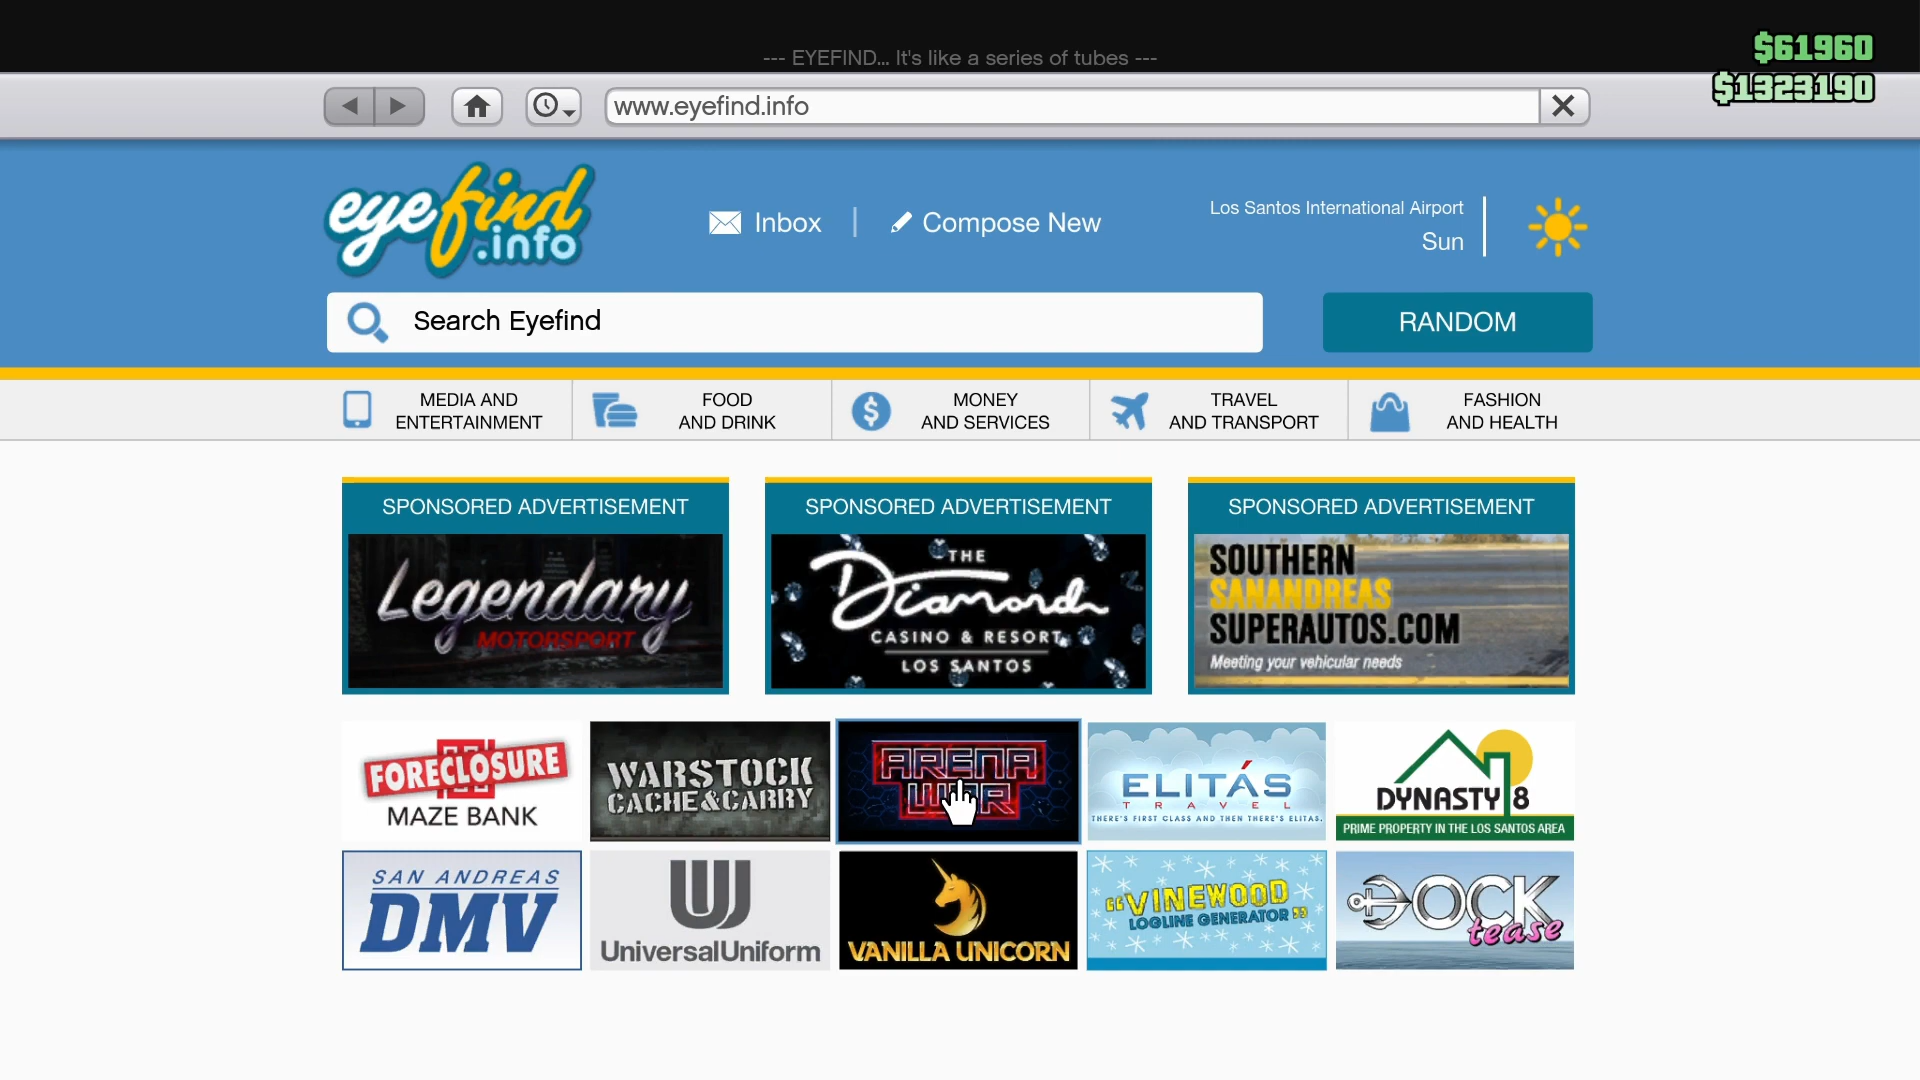 --- EYEFIND... It's like a series of tubes ---
$61960
$1323190
www.eyefind.info
eyefind
.info
Inbox
Compose New
Los Santos International Airport
Sun
Search Eyefind
RANDOM
MEDIA AND
ENTERTAINMENT
FOOD
AND DRINK
MONEY
AND SERVICES
TRAVEL
AND TRANSPORT
FASHION
AND HEALTH
SPONSORED ADVERTISEMENT
Legendary
MOTORSPORT
SPONSORED ADVERTISEMENT
THE
Diamond
CASINO & RESORT
LOS SANTOS
SPONSORED ADVERTISEMENT
SOUTHERN
SANANDREAS
SUPERAUTOS.COM
Meeting your vehicular needs
FORECLOSURE
MAZE BANK
WARSTOCK
CACHE&CARRY
ARENA
WAR
ELITÁS
TRAVEL
THERE'S FIRST CLASS AND THEN THERE'S ELITAS.
DYNASTY 8
PRIME PROPERTY IN THE LOS SANTOS AREA
SAN ANDREAS
DMV
UniversalUniform
VANILLA UNICORN
"VINEWOOD
LOGLINE GENERATOR"
DOCK
tease